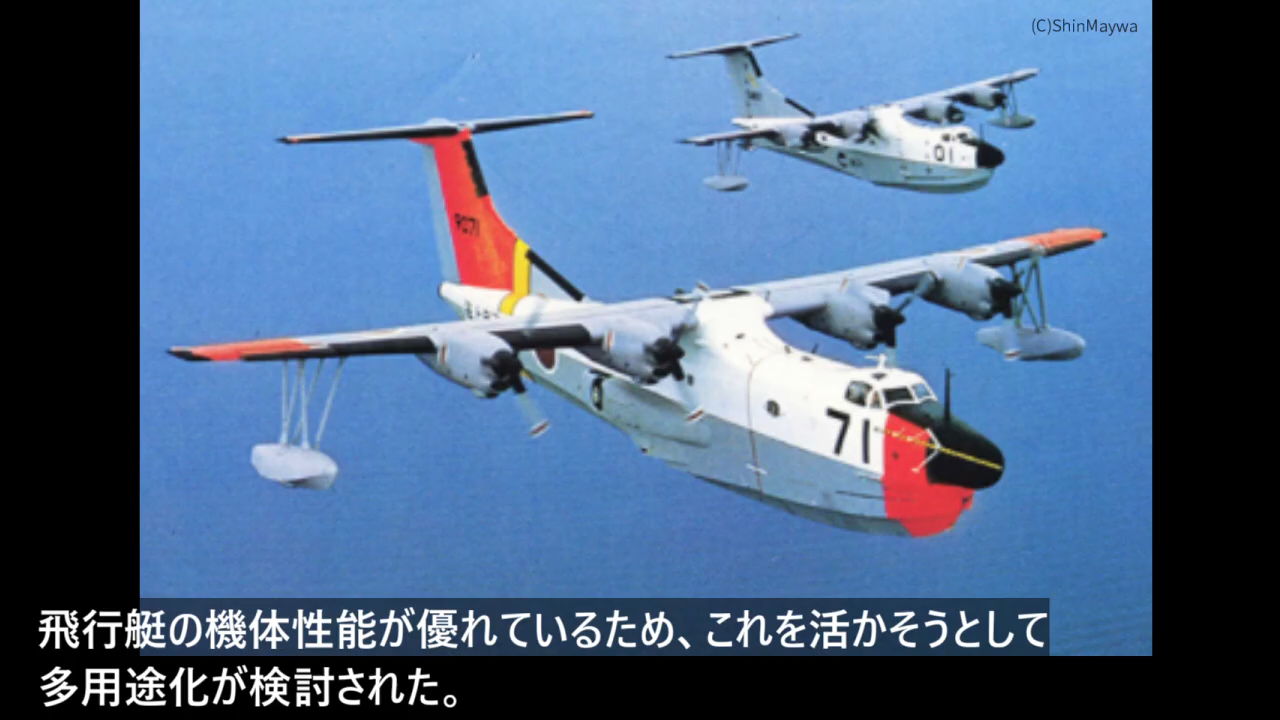 (C)ShinMaywa
01
9071
71
飛行艇の機体性能が優れているため、これを活かそうとして
多用途化が検討された。